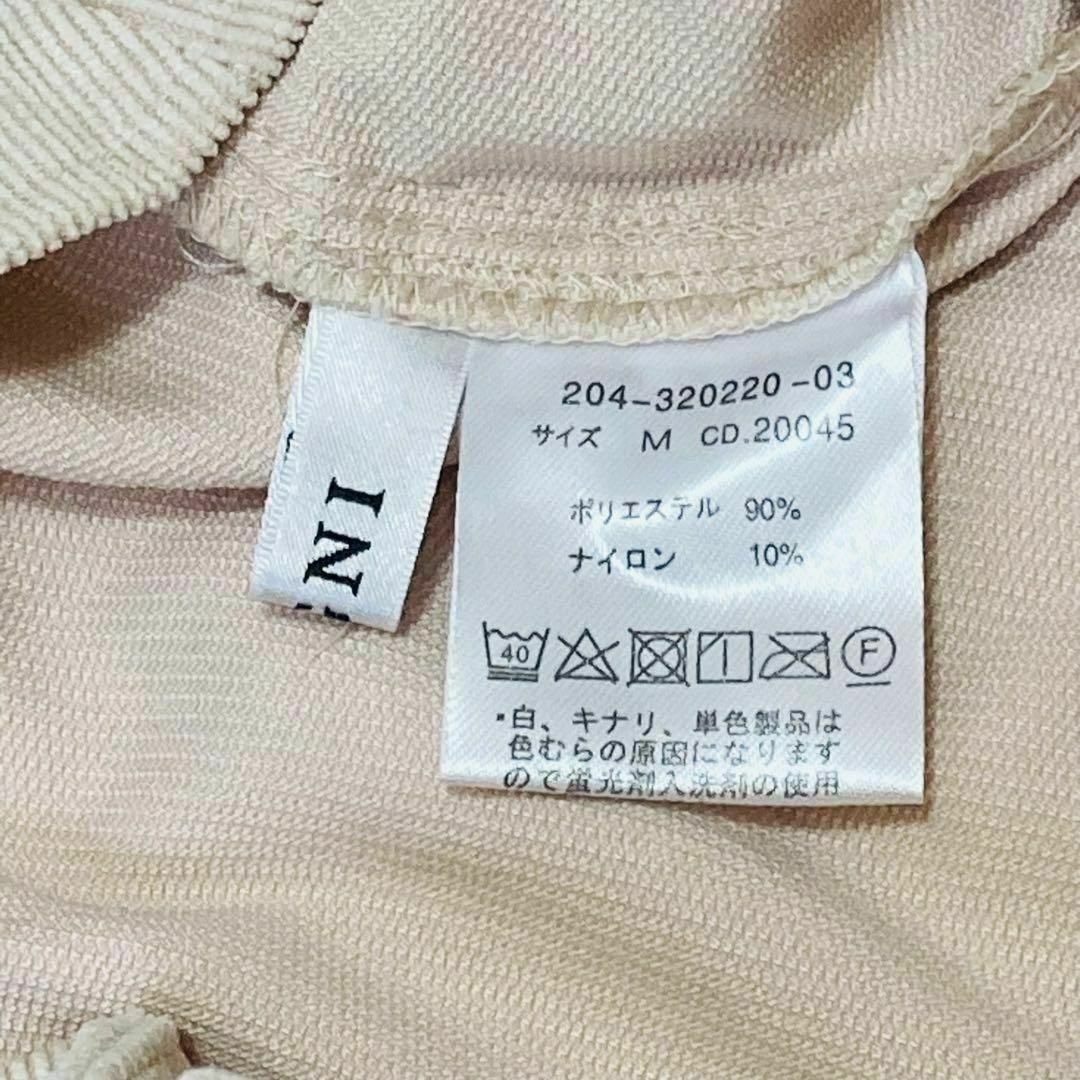 204-320220-03
サイズ M CD.20045
ポリエステル 90%
ナイロン 10%
40 F
・白、キナリ、単色製品は
色むらの原因になります
ので蛍光剤入洗剤の使用
NI